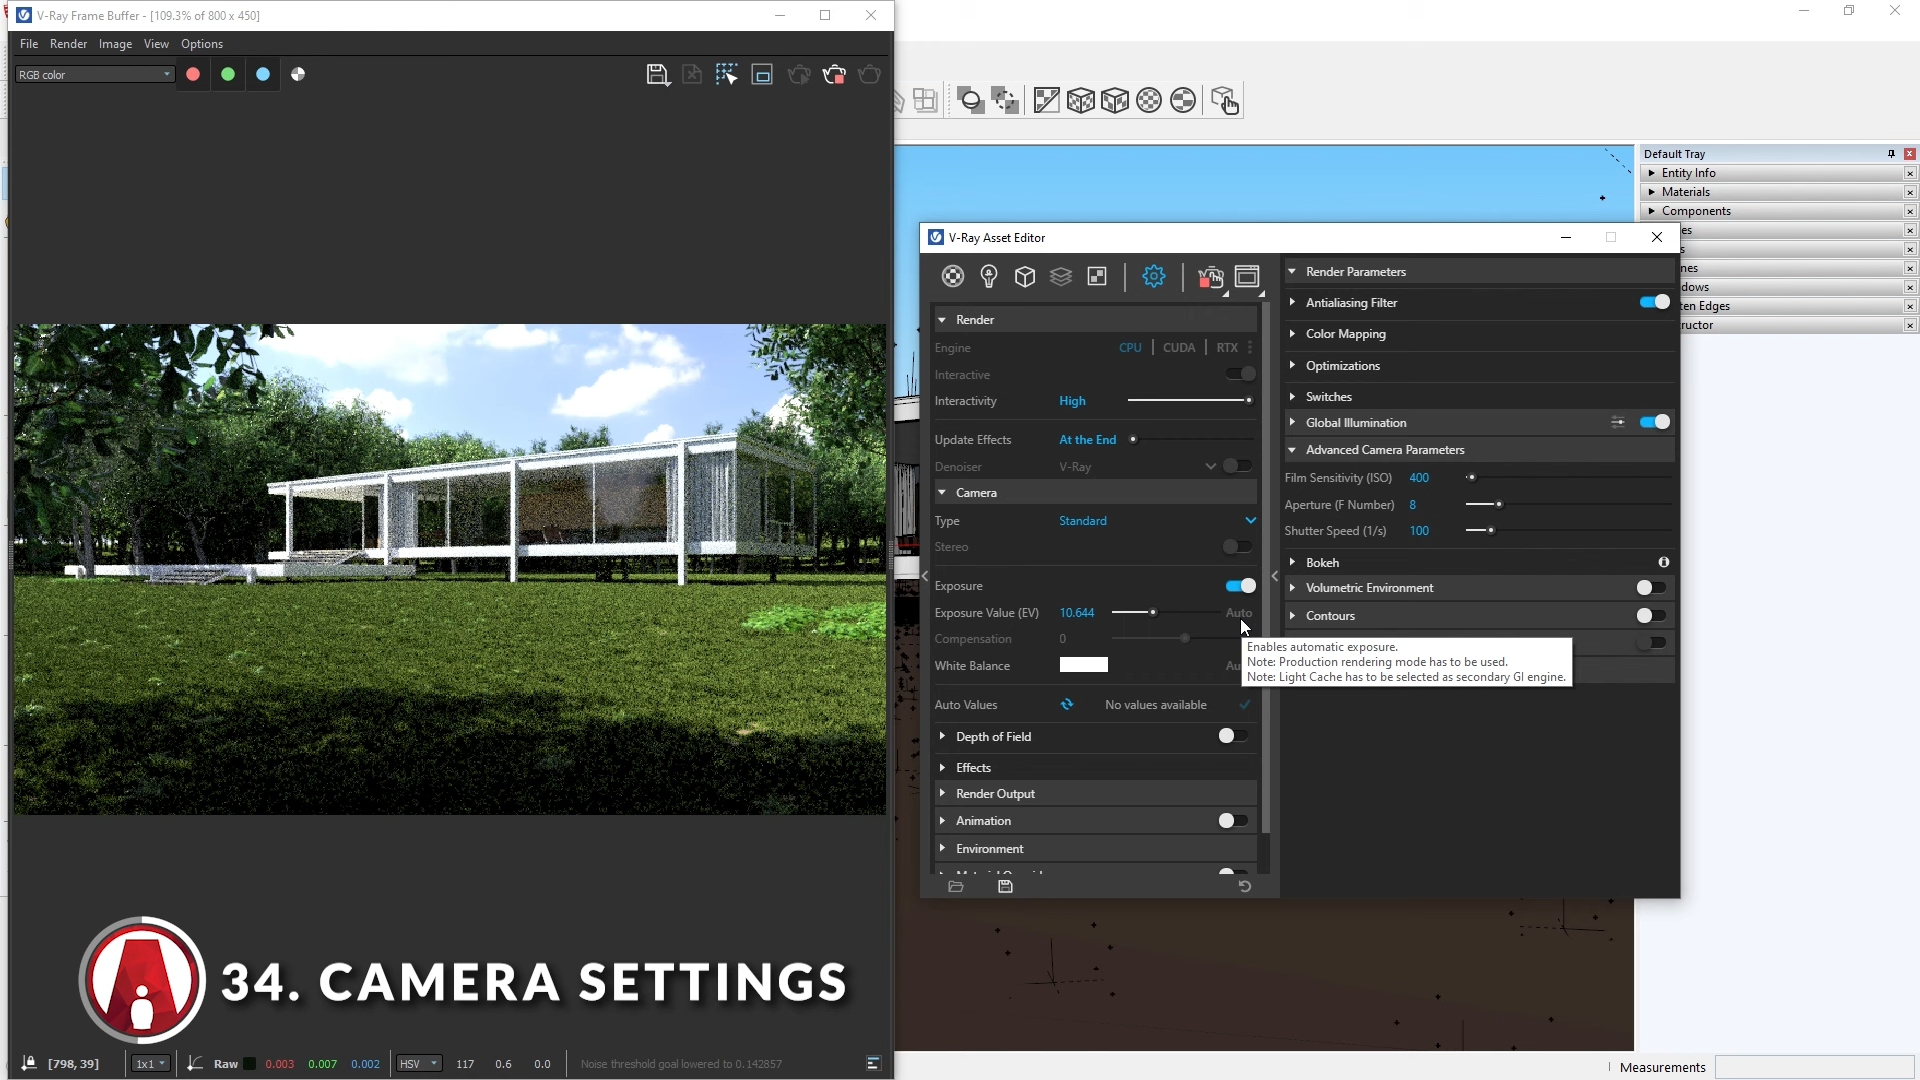 V-Ray Frame Buffer - [109.3% of 800 x 450]
File Render Image View Options
RGB color
Default Tray
Entity Info
Materials
Components
V-Ray Asset Editor
Render
Engine CPU CUDA RTX
Interactive
Interactivity High
Update Effects At the End
Denoiser V-Ray
Camera
Type Standard
Stereo
Exposure
Exposure Value (EV) 10.644 Auto
Compensation 0
White Balance
Auto Values No values available
Depth of Field
Effects
Render Output
Animation
Environment
Render Parameters
Antialiasing Filter
Color Mapping
Optimizations
Switches
Global Illumination
Advanced Camera Parameters
Film Sensitivity (ISO) 400
Aperture (F Number) 8
Shutter Speed (1/s) 100
Bokeh
Volumetric Environment
Contours
Enables automatic exposure.
Note: Production rendering mode has to be used.
Note: Light Cache has to be selected as secondary GI engine.
34. CAMERA SETTINGS
[798, 39] 1x1 Raw 0.003 0.007 0.002 HSV 117 0.6 0.0 Noise threshold goal lowered to 0.142857
Measurements